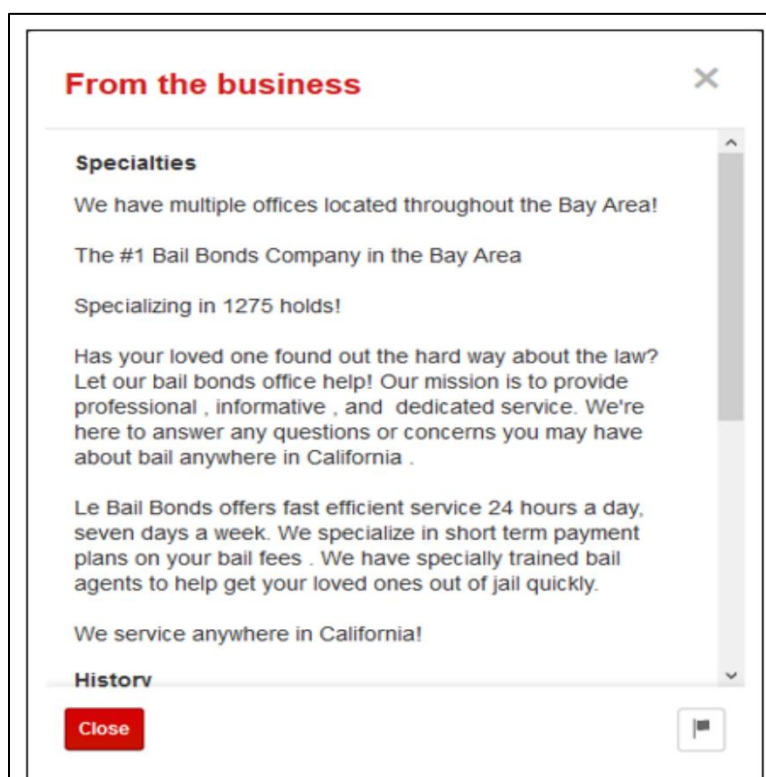 From the business
Specialties
We have multiple offices located throughout the Bay Area!
The #1 Bail Bonds Company in the Bay Area
Specializing in 1275 holds!
Has your loved one found out the hard way about the law?
Let our bail bonds office help! Our mission is to provide
professional , informative , and  dedicated service. We're
here to answer any questions or concerns you may have
about bail anywhere in California .
Le Bail Bonds offers fast efficient service 24 hours a day,
seven days a week. We specialize in short term payment
plans on your bail fees . We have specially trained bail
agents to help get your loved ones out of jail quickly.
We service anywhere in California!
History
Close